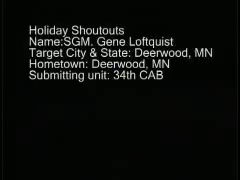 Holiday Shoutouts
Name:SGM. Gene Loftquist
Target City & State: Deerwood, MN
Hometown: Deerwood, MN
Submitting unit: 34th CAB